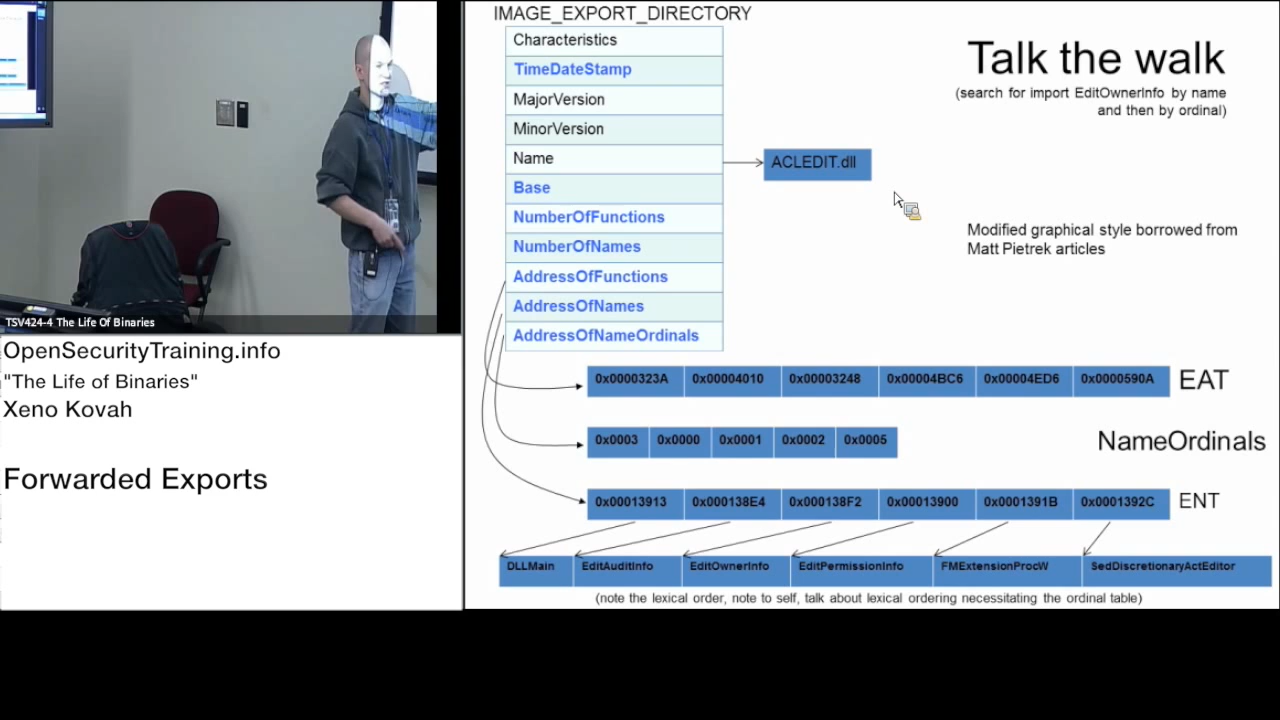 TSV424-4 The Life Of Binaries
OpenSecurityTraining.info
"The Life of Binaries"
Xeno Kovah
Forwarded Exports
IMAGE_EXPORT_DIRECTORY
Characteristics
TimeDateStamp
MajorVersion
MinorVersion
Name
Base
NumberOfFunctions
NumberOfNames
AddressOfFunctions
AddressOfNames
AddressOfNameOrdinals
ACLEDIT.dll
Talk the walk
(search for import EditOwnerInfo by name
and then by ordinal)
Modified graphical style borrowed from
Matt Pietrek articles
0x0000323A 0x00004010 0x00003248 0x00004BC6 0x00004ED6 0x0000590A EAT
0x0003 0x0000 0x0001 0x0002 0x0005 NameOrdinals
0x00013913 0x000138E4 0x000138F2 0x00013900 0x0001391B 0x0001392C ENT
DLLMain EditAuditInfo EditOwnerInfo EditPermissionInfo FMExtensionProcW SedDiscretionaryActEditor
(note the lexical order, note to self, talk about lexical ordering necessitating the ordinal table)